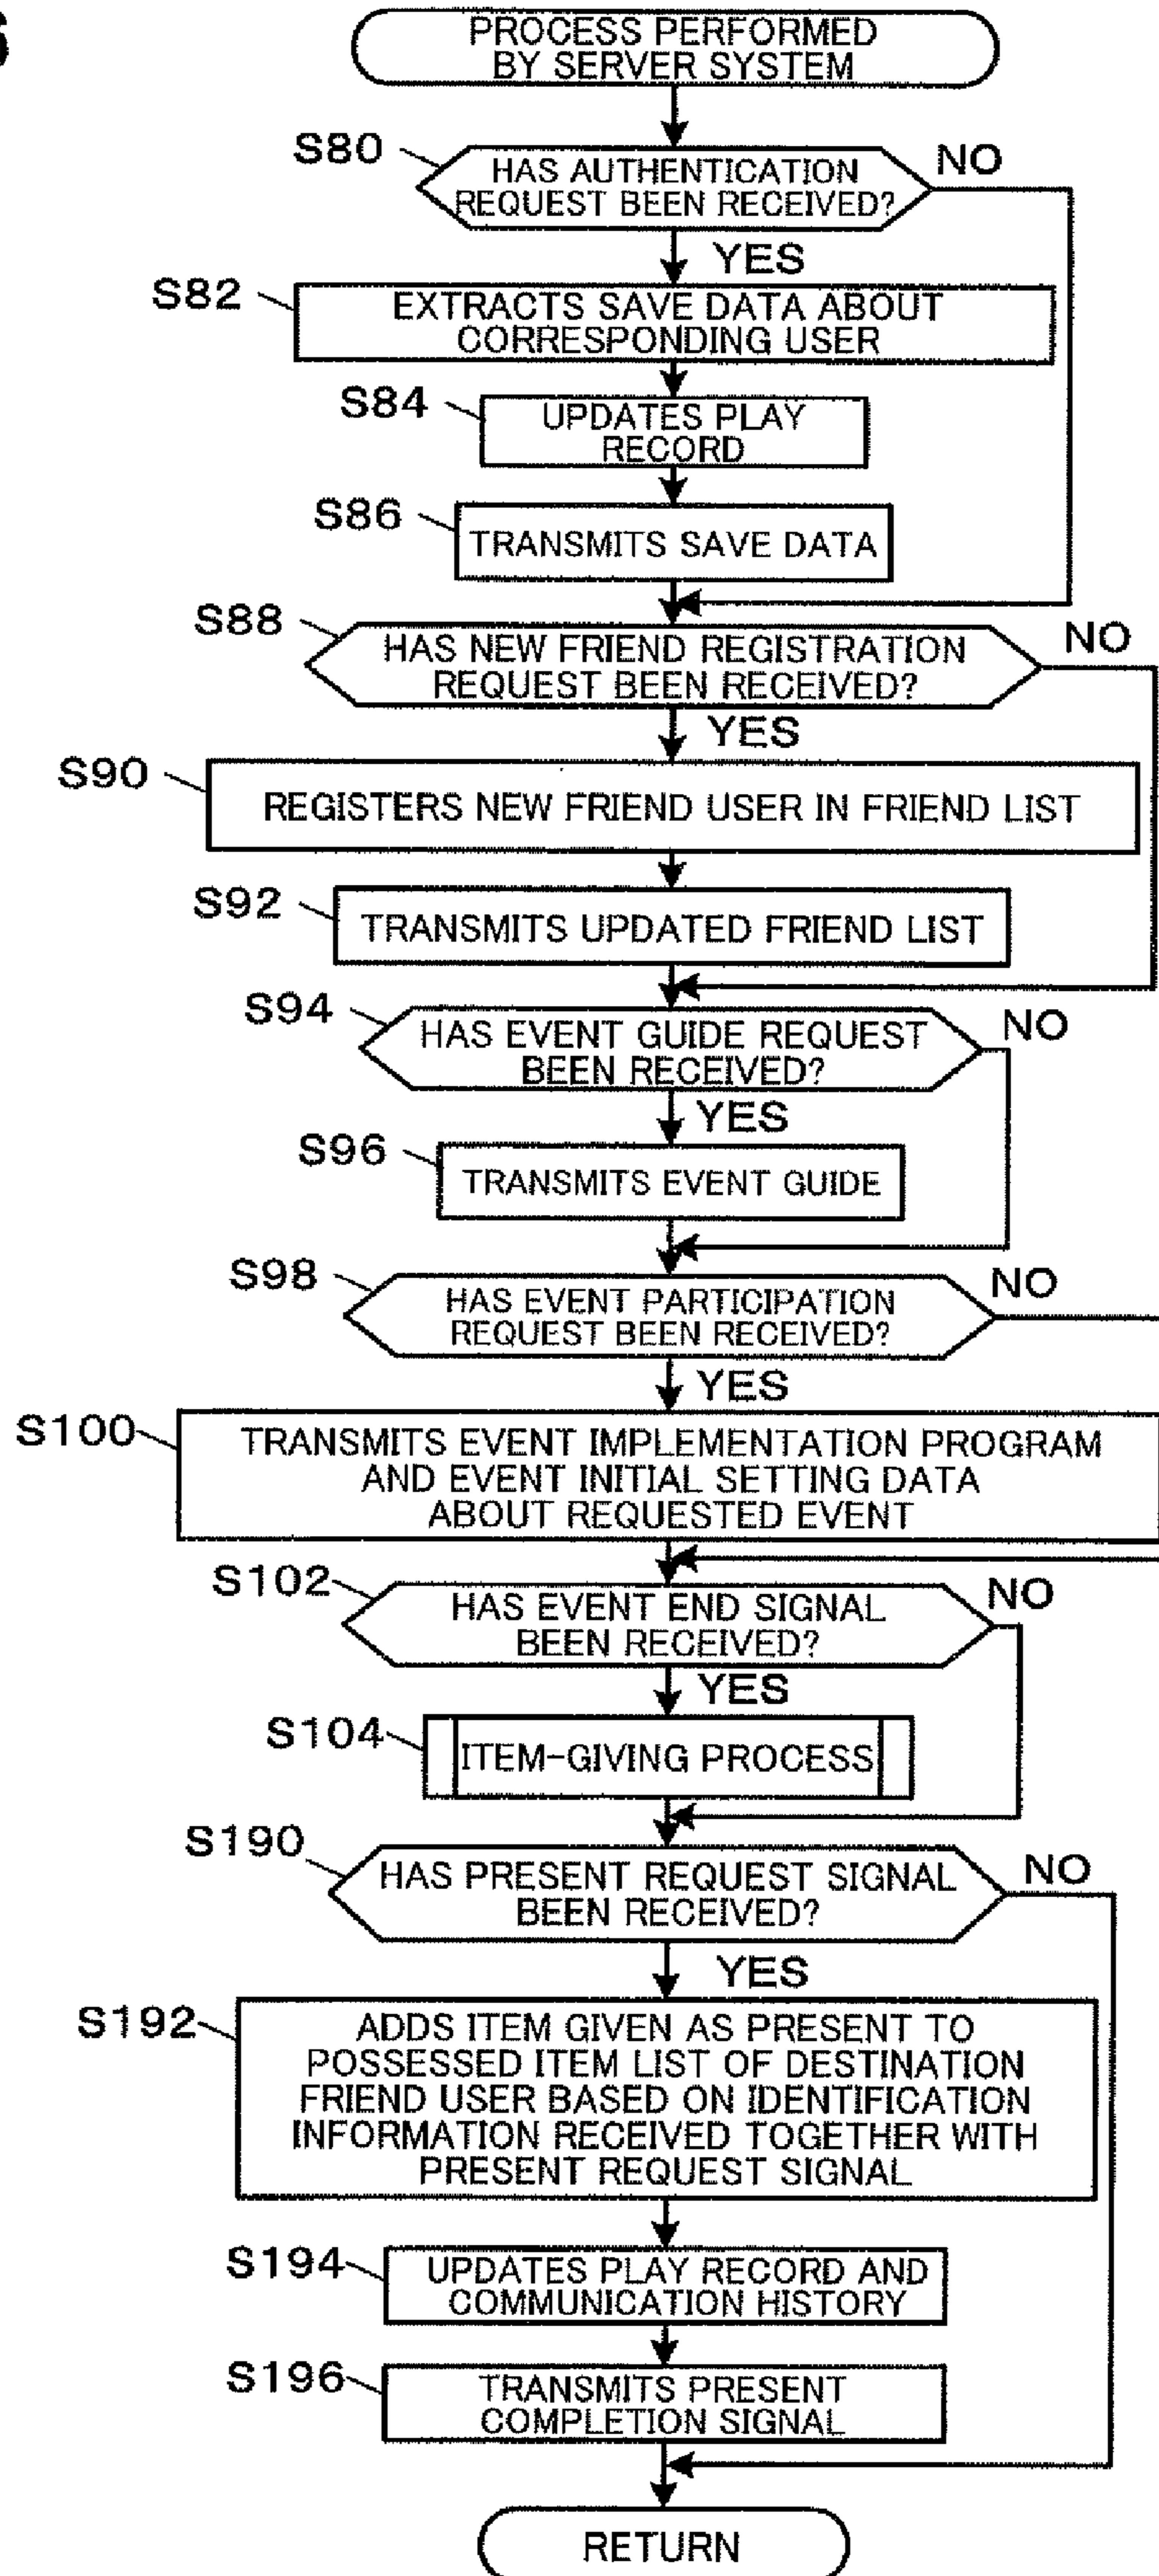 PROCESS PERFORMED
BY SERVER SYSTEM
S80
HAS AUTHENTICATION
REQUEST BEEN RECEIVED?
NO
YES
S82
EXTRACTS SAVE DATA ABOUT
CORRESPONDING USER
S84
UPDATES PLAY
RECORD
S86
TRANSMITS SAVE DATA
S88
HAS NEW FRIEND REGISTRATION
REQUEST BEEN RECEIVED?
NO
YES
S90
REGISTERS NEW FRIEND USER IN FRIEND LIST
S92
TRANSMITS UPDATED FRIEND LIST
S94
HAS EVENT GUIDE REQUEST
BEEN RECEIVED?
NO
YES
S96
TRANSMITS EVENT GUIDE
S98
HAS EVENT PARTICIPATION
REQUEST BEEN RECEIVED?
NO
YES
S100
TRANSMITS EVENT IMPLEMENTATION PROGRAM
AND EVENT INITIAL SETTING DATA
ABOUT REQUESTED EVENT
S102
HAS EVENT END SIGNAL
BEEN RECEIVED?
NO
YES
S104
ITEM-GIVING PROCESS
S190
HAS PRESENT REQUEST SIGNAL
BEEN RECEIVED?
NO
YES
S192
ADDS ITEM GIVEN AS PRESENT TO
POSSESSED ITEM LIST OF DESTINATION
FRIEND USER BASED ON IDENTIFICATION
INFORMATION RECEIVED TOGETHER WITH
PRESENT REQUEST SIGNAL
S194
UPDATES PLAY RECORD AND
COMMUNICATION HISTORY
S196
TRANSMITS PRESENT
COMPLETION SIGNAL
RETURN